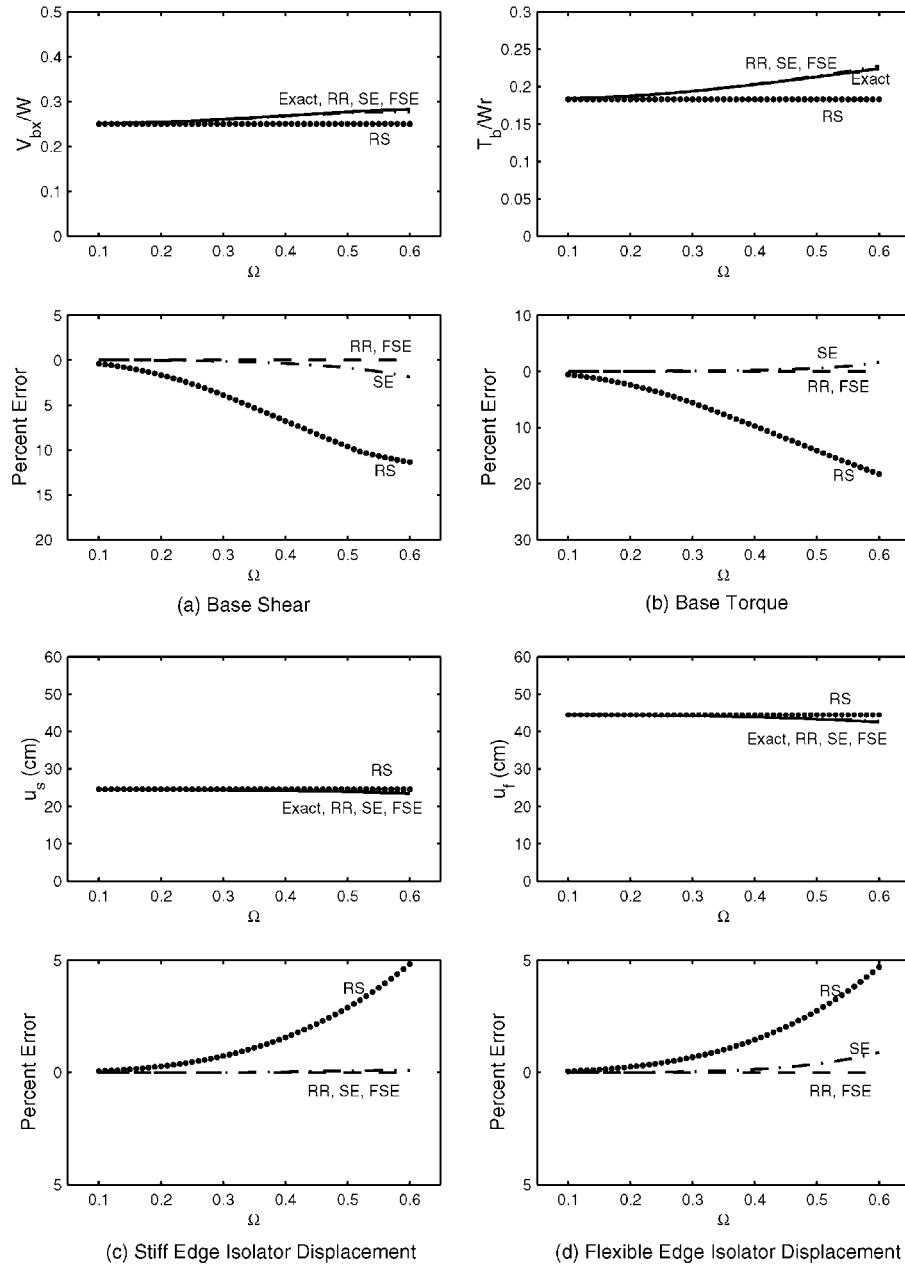 0.5
0.4
0.3
0.2
0.1
0
V_bx/W
Exact, RR, SE, FSE
RS
0.1 0.2 0.3 0.4 0.5 0.6
Ω
0.3
0.25
0.2
0.15
0.1
0.05
0
T_b/Wr
RR, SE, FSE
Exact
RS
0.1 0.2 0.3 0.4 0.5 0.6
Ω
5
0
5
10
15
20
Percent Error
RR, FSE
SE
RS
0.1 0.2 0.3 0.4 0.5 0.6
Ω
(a) Base Shear
10
0
10
20
30
Percent Error
SE
RR, FSE
RS
0.1 0.2 0.3 0.4 0.5 0.6
Ω
(b) Base Torque
60
50
40
30
20
10
0
u_s (cm)
RS
Exact, RR, SE, FSE
0.1 0.2 0.3 0.4 0.5 0.6
Ω
60
50
40
30
20
10
0
u_f (cm)
RS
Exact, RR, SE, FSE
0.1 0.2 0.3 0.4 0.5 0.6
Ω
5
0
5
Percent Error
RS
RR, SE, FSE
0.1 0.2 0.3 0.4 0.5 0.6
Ω
(c) Stiff Edge Isolator Displacement
5
0
5
Percent Error
RS
SE
RR, FSE
0.1 0.2 0.3 0.4 0.5 0.6
Ω
(d) Flexible Edge Isolator Displacement